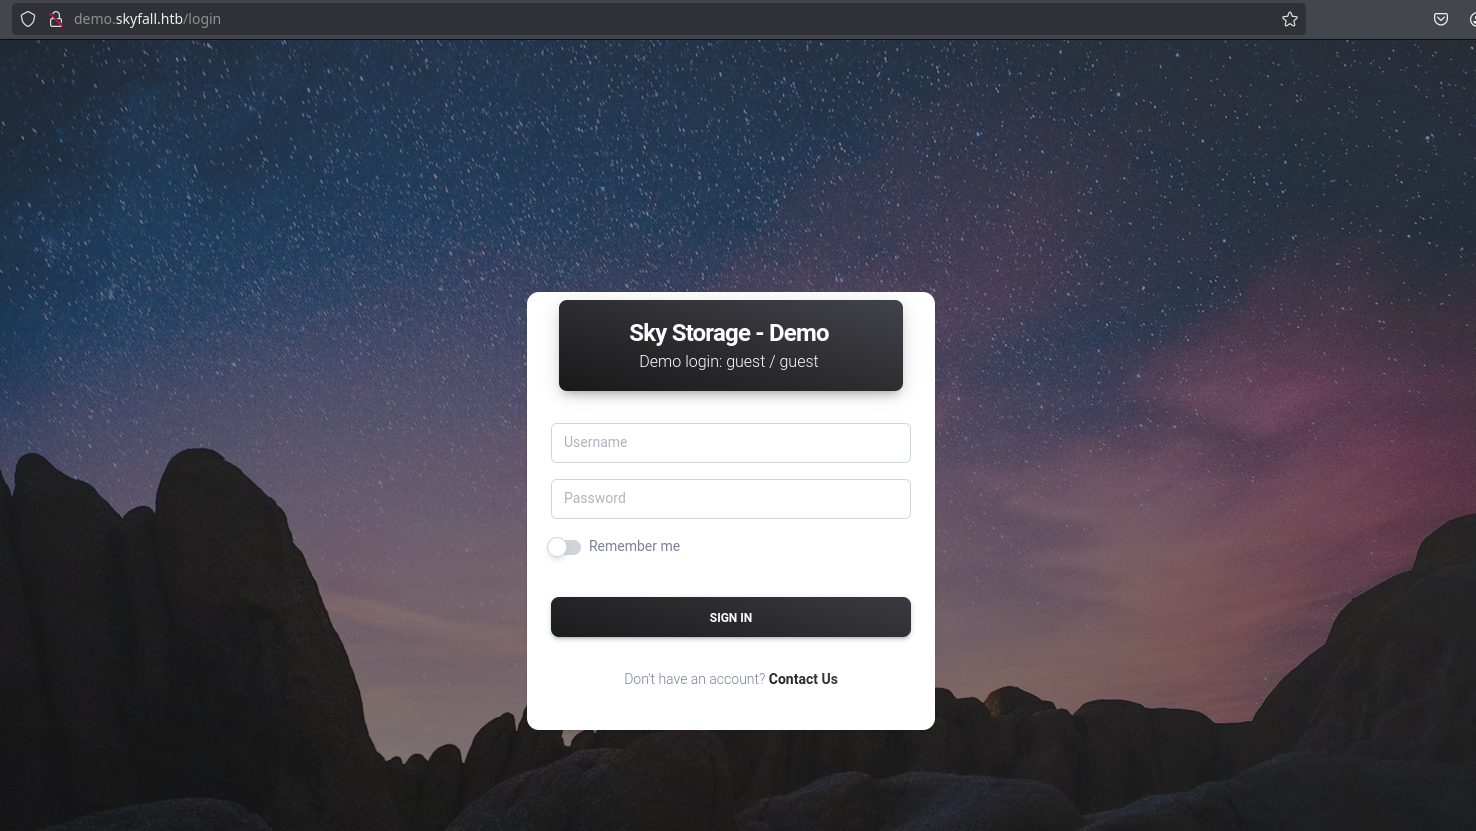 demo.skyfall.htb/login
Sky Storage - Demo
Demo login: guest / guest
Username
Password
Remember me
SIGN IN
Don't have an account? Contact Us